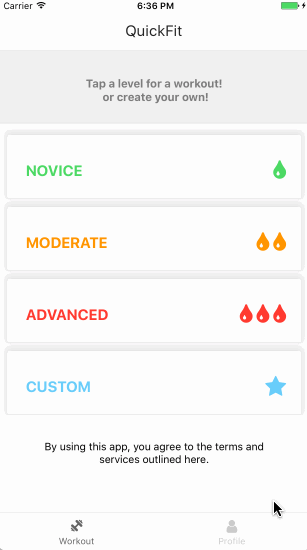 Carrier 6:36 PM
QuickFit
Tap a level for a workout!
or create your own!
NOVICE
MODERATE
ADVANCED
CUSTOM
By using this app, you agree to the terms and
services outlined here.
Workout Profile